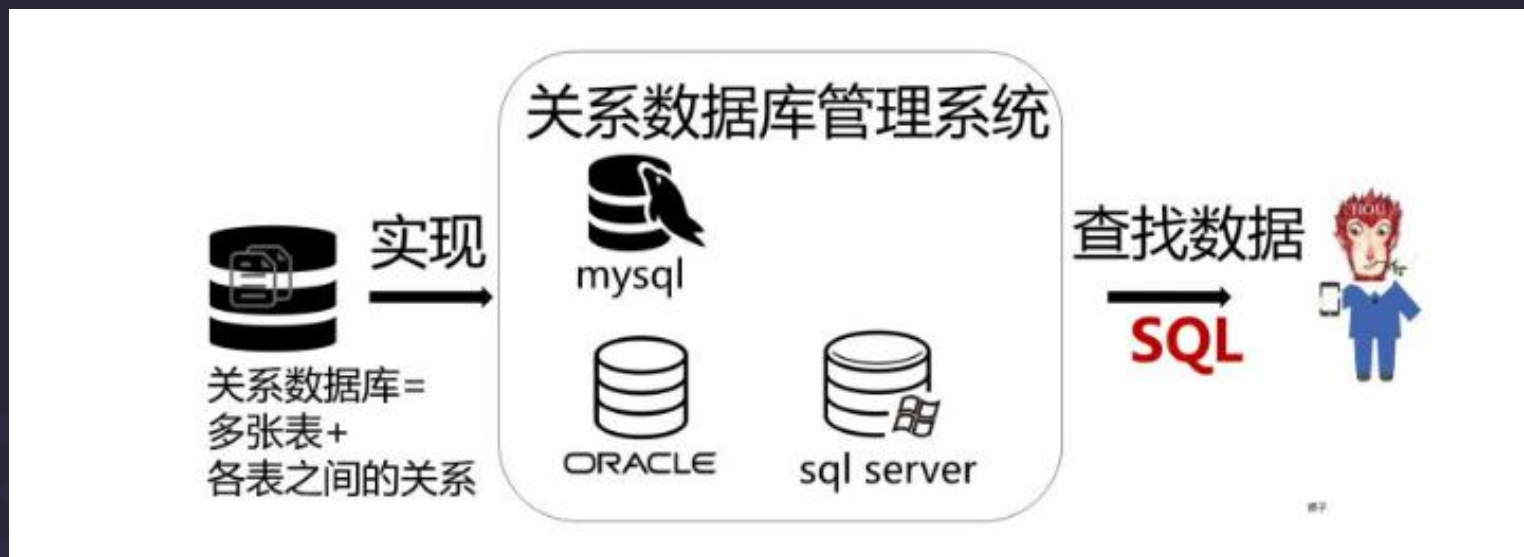 关系数据库管理系统
mysql
ORACLE
sql server
实现
关系数据库=
多张表+
各表之间的关系
查找数据
SQL